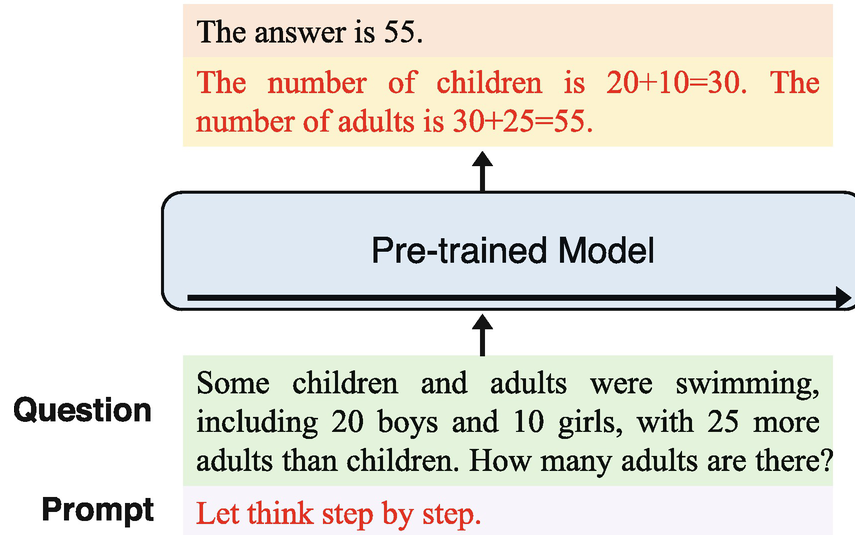 The answer is 55.
The number of children is 20+10=30. The
number of adults is 30+25=55.
Pre-trained Model
Question
Some children and adults were swimming,
including 20 boys and 10 girls, with 25 more
adults than children. How many adults are there?
Prompt
Let think step by step.